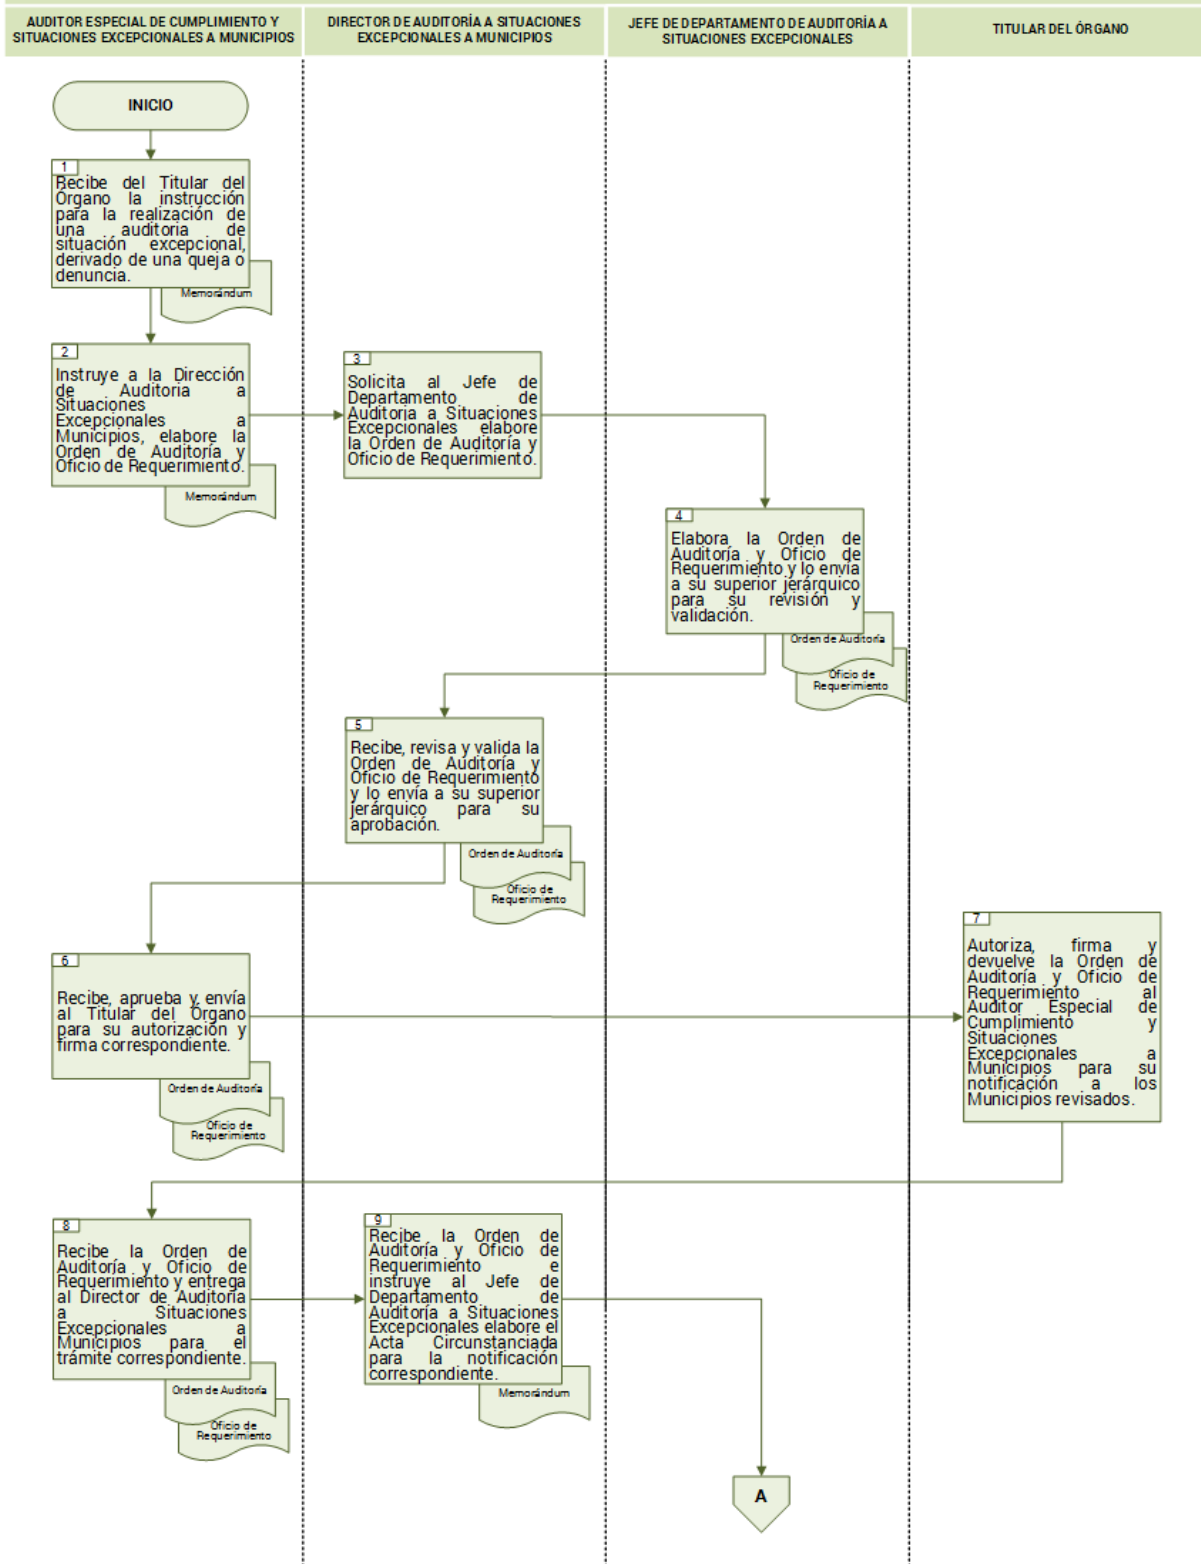 AUDITOR ESPECIAL DE CUMPLIMIENTO Y
SITUACIONES EXCEPCIONALES A MUNICIPIOS
DIRECTOR DE AUDITORÍA A SITUACIONES
EXCEPCIONALES A MUNICIPIOS
JEFE DE DEPARTAMENTO DE AUDITORÍA A
SITUACIONES EXCEPCIONALES
TITULAR DEL ÓRGANO
INICIO
1
Recibe del Titular del
Órgano la instrucción
para la realización de
una auditoria de
situación excepcional,
derivado de una queja o
denuncia.
Memorándum
2
Instruye a la Dirección
de Auditoria a
Situaciones
Excepcionales a
Municipios, elabore la
Orden de Auditoría y
Oficio de Requerimiento.
Memorándum
3
Solicita al Jefe de
Departamento de
Auditoria a Situaciones
Excepcionales elabore
la Orden de Auditoría y
Oficio de Requerimiento.
4
Elabora la Orden de
Auditoría y Oficio de
Requerimiento y lo envía
a su superior jerárquico
para su revisión y
validación.
Orden de Auditoría
Oficio de
Requerimiento
5
Recibe, revisa y valida la
Orden de Auditoría y
Oficio de Requerimiento
y lo envía a su superior
jerárquico para su
aprobación.
Orden de Auditoría
Oficio de
Requerimiento
6
Recibe, aprueba y envía
al Titular del Órgano
para su autorización y
firma correspondiente.
Orden de Auditoría
Oficio de
Requerimiento
7
Autoriza, firma y
devuelve la Orden de
Auditoría y Oficio de
Requerimiento al
Auditor Especial de
Cumplimiento y
Situaciones
Excepcionales a
Municipios para su
notificación a los
Municipios revisados.
8
Recibe la Orden de
Auditoría y Oficio de
Requerimiento y entrega
al Director de Auditoría
a Situaciones
Excepcionales a
Municipios para el
trámite correspondiente.
Orden de Auditoría
Oficio de
Requerimiento
9
Recibe la Orden de
Auditoría y Oficio de
Requerimiento e
instruye al Jefe de
Departamento de
Auditoría a Situaciones
Excepcionales elabore el
Acta Circunstanciada
para la notificación
correspondiente.
Memorándum
A